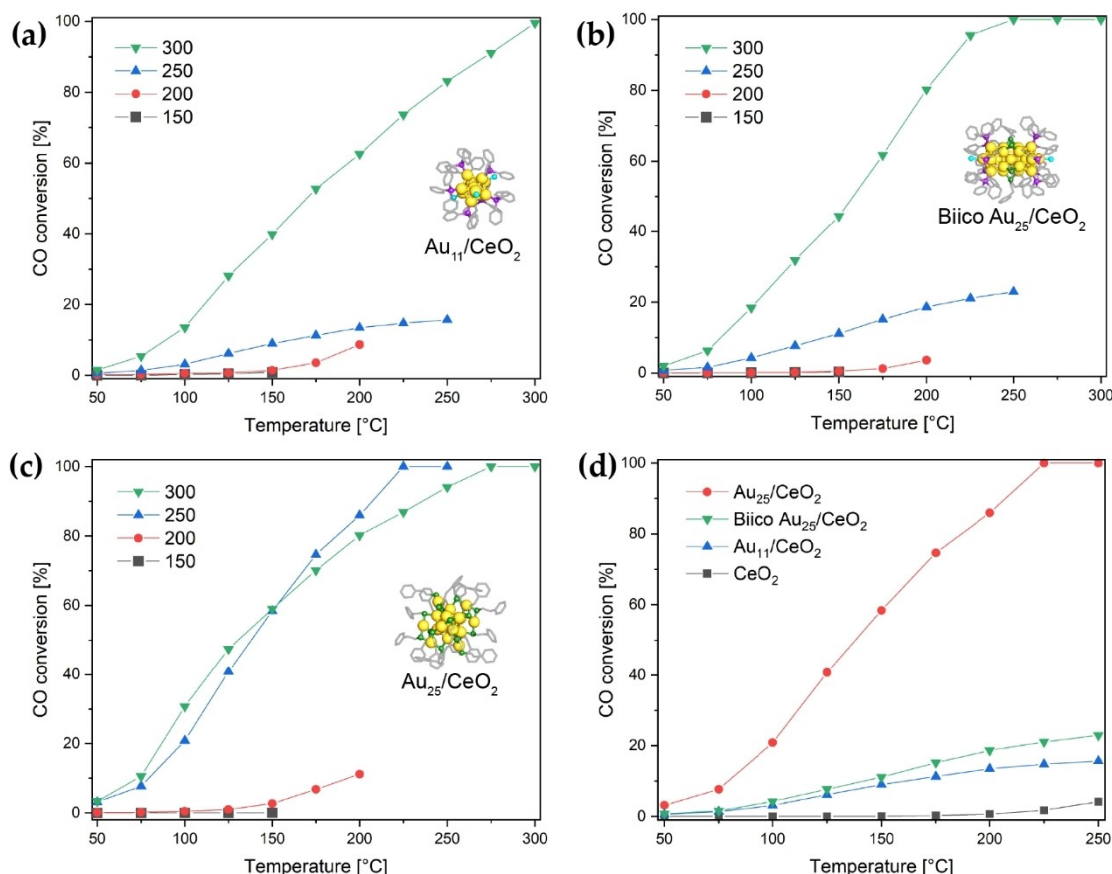 (a)
CO conversion [%]
100
80
60
40
20
0
300
250
200
150
Au₁₁/CeO₂
50 100 150 200 250 300
Temperature [°C]
(b)
CO conversion [%]
100
80
60
40
20
0
300
250
200
150
Biico Au₂₅/CeO₂
50 100 150 200 250 300
Temperature [°C]
(c)
CO conversion [%]
100
80
60
40
20
0
300
250
200
150
Au₂₅/CeO₂
50 100 150 200 250 300
Temperature [°C]
(d)
CO conversion [%]
100
80
60
40
20
0
Au₂₅/CeO₂
Biico Au₂₅/CeO₂
Au₁₁/CeO₂
CeO₂
50 100 150 200 250
Temperature [°C]